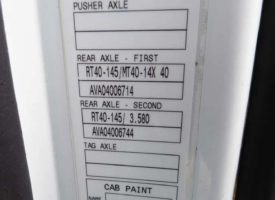 PUSHER AXLE
REAR AXLE - FIRST
RT40-145/MT40-14X 40
AVA04006714
REAR AXLE - SECOND
RT40-145/ 3.580
AVA04006744
TAG AXLE
CAB PAINT
NAME